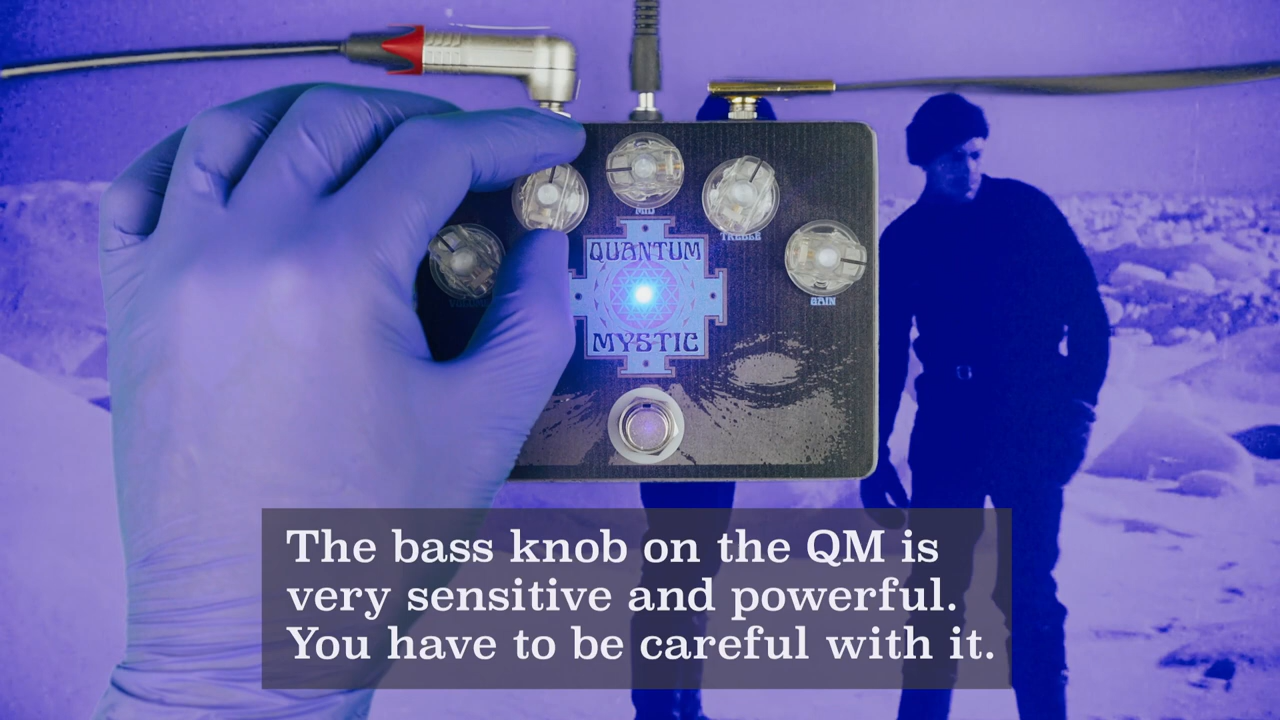 MID
TREBLE
QUANTUM
GAIN
MYSTIC
The bass knob on the QM is
very sensitive and powerful.
You have to be careful with it.